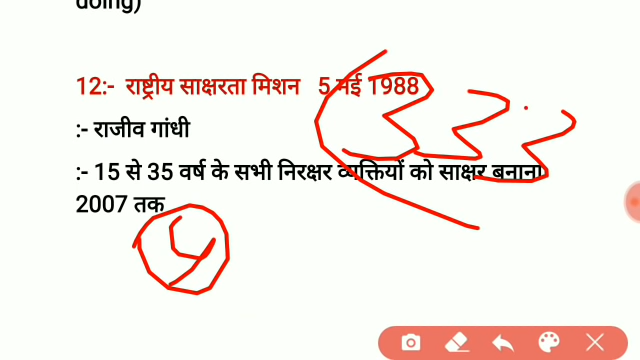 doing)
12:- राष्ट्रीय साक्षरता मिशन 5 मई 1988
:- राजीव गांधी
:- 15 से 35 वर्ष के सभी निरक्षर व्यक्तियों को साक्षर बनाना
2007 तक